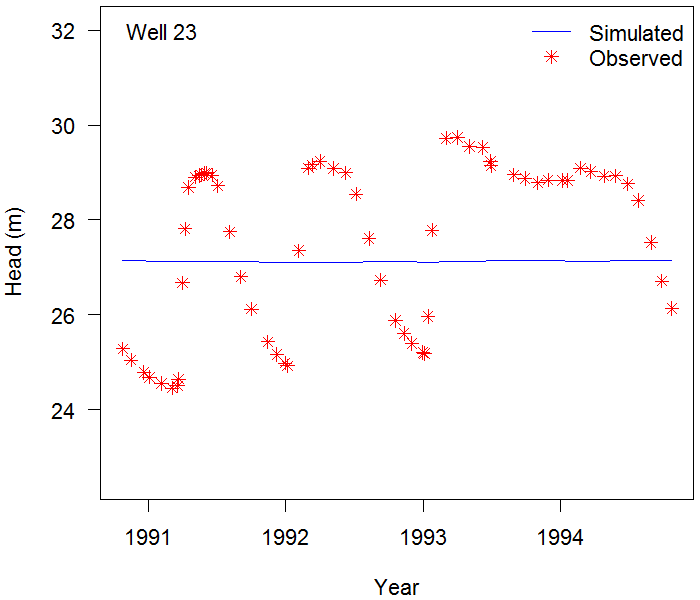 Well 23
Simulated
Observed
32
30
28
26
24
Head (m)
1991 1992 1993 1994
Year